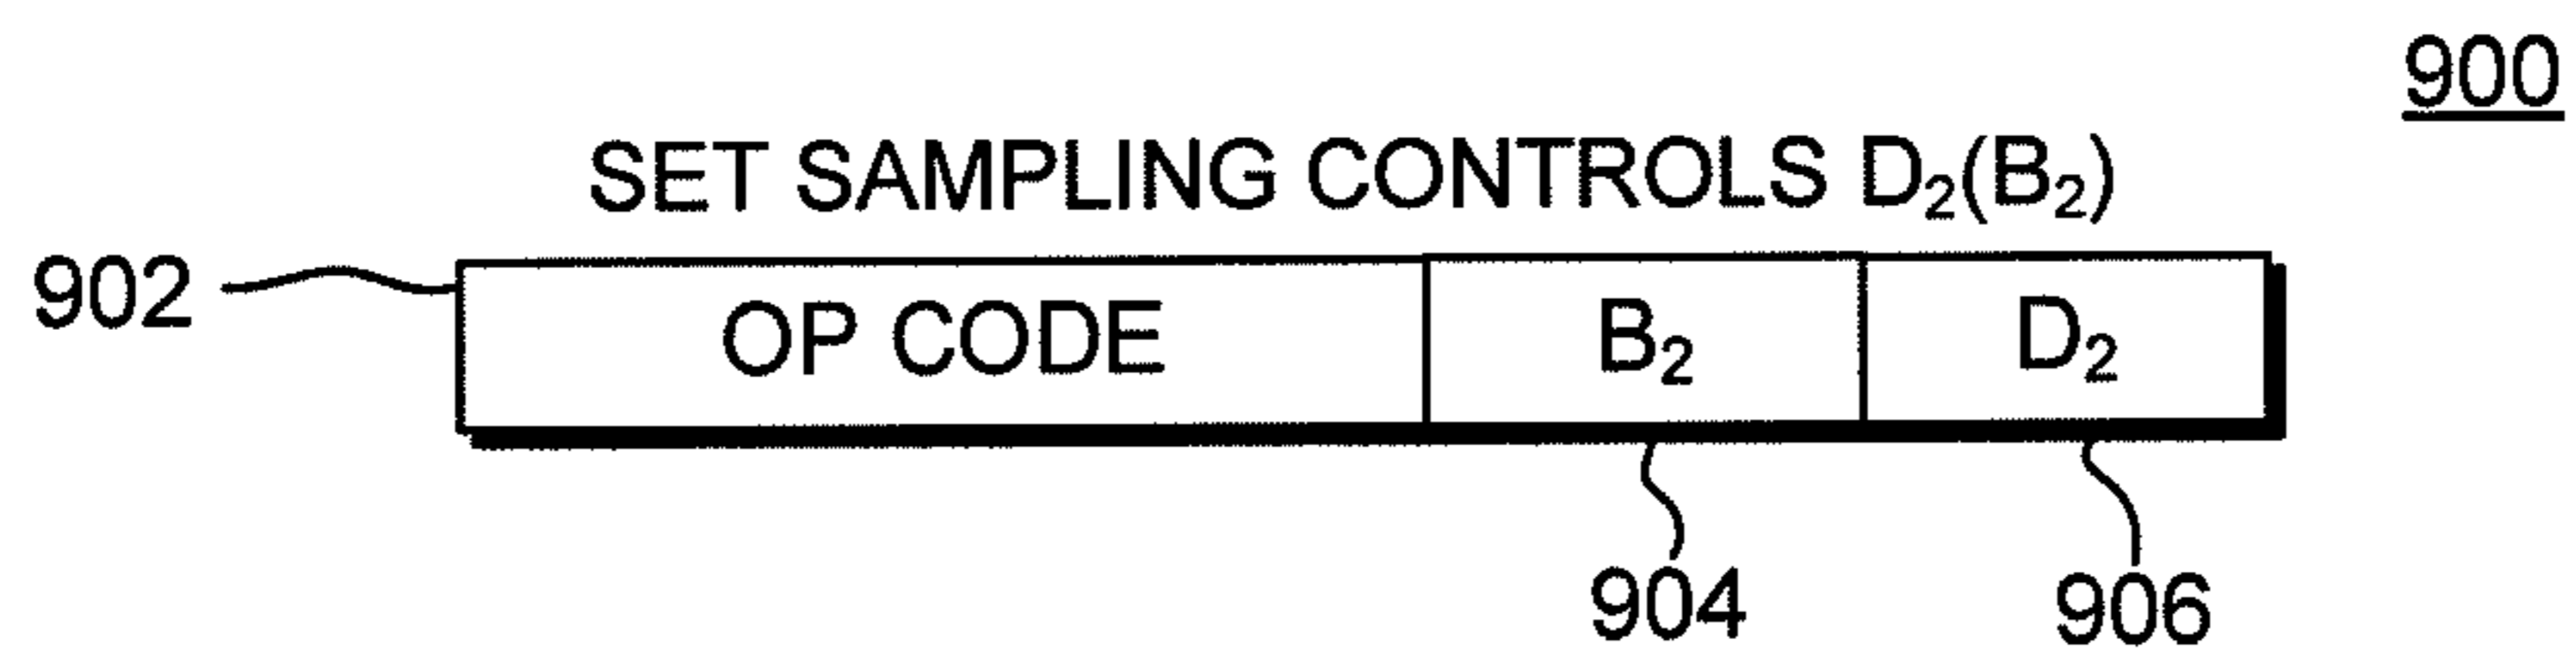 900
SET SAMPLING CONTROLS D₂(B₂)
902 OP CODE B₂ D₂
904 906